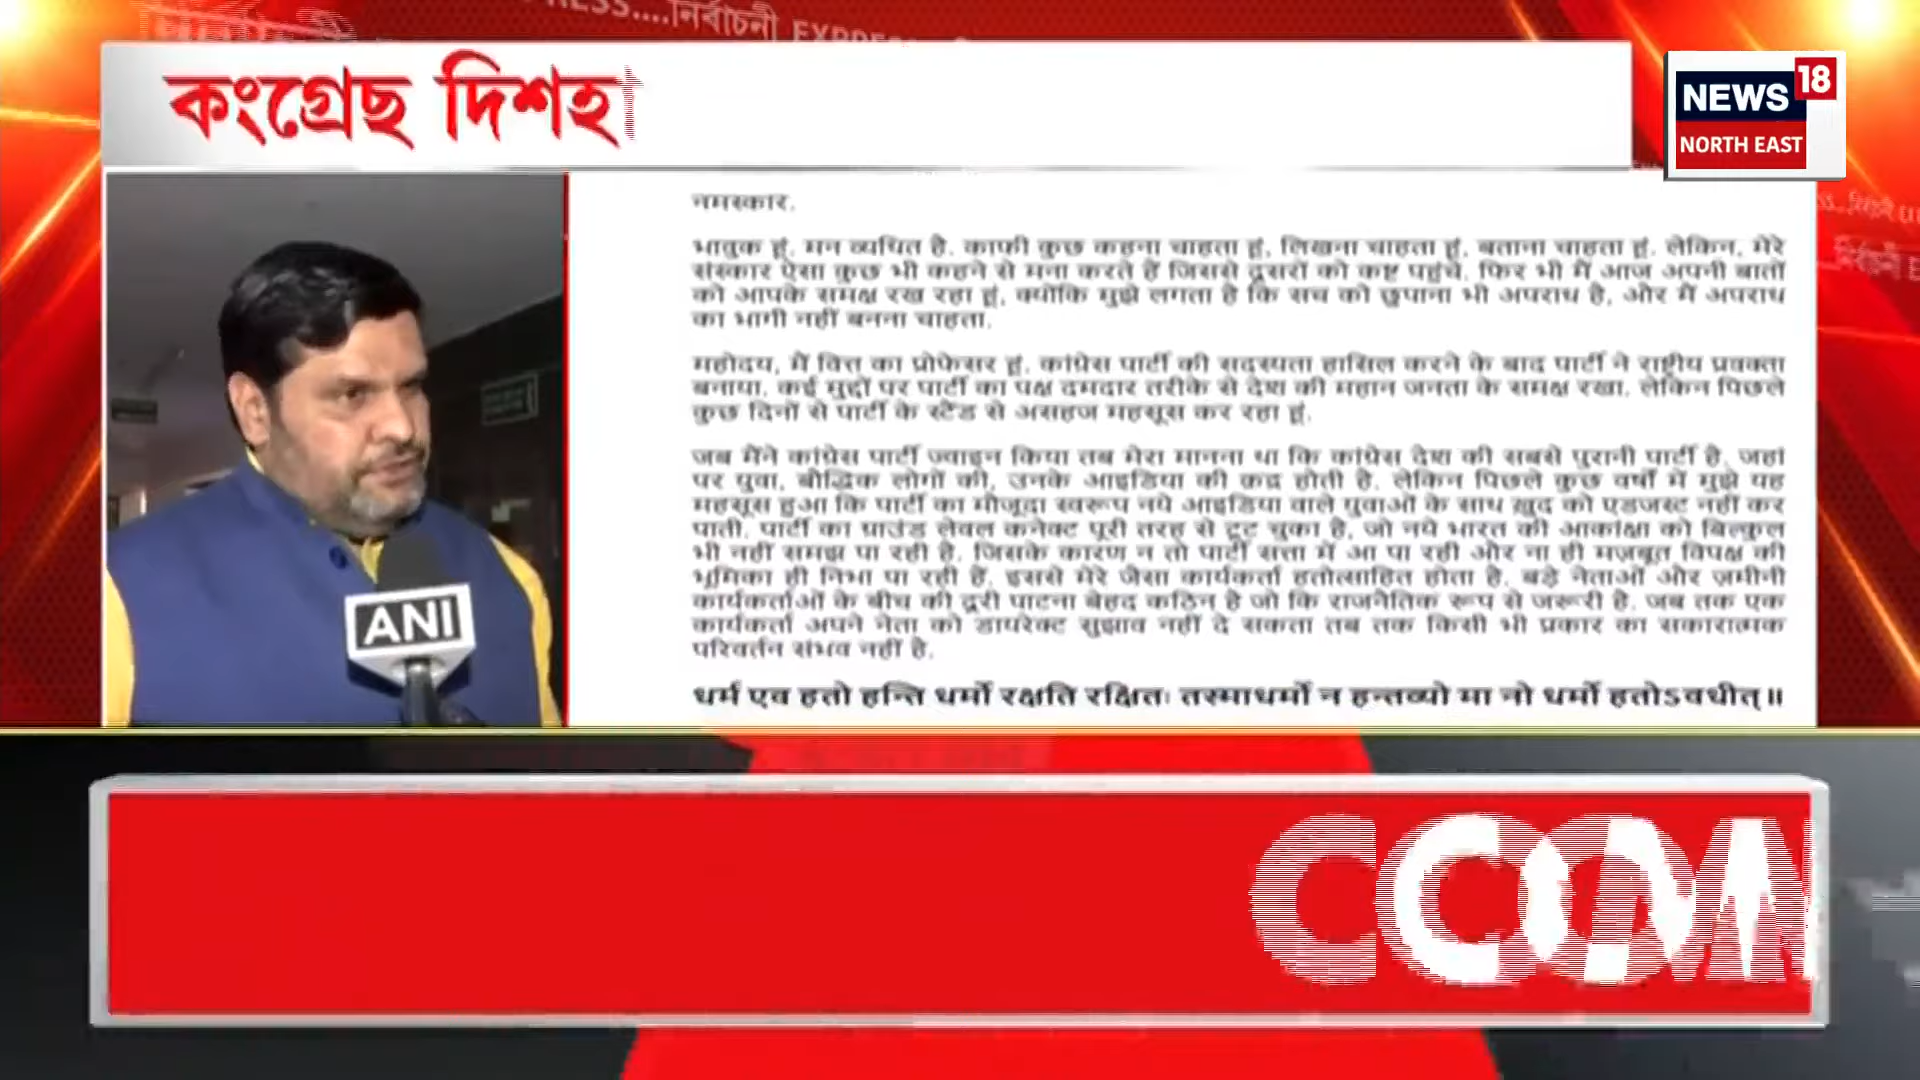 কংগ্ৰেছ দিশহ
NEWS 18
NORTH EAST
नमस्कार.
भावुक हूं. मन व्यथित है. काफी कुछ कहना चाहता हूं, लिखना चाहता हूं, बताना चाहता हूं. लेकिन, मेरे
संस्कार ऐसा कुछ भी कहने से मना करते हैं जिससे दूसरों को कष्ट पहुंचे. फिर भी मैं आज अपनी बातों
को आपके समक्ष रख रहा हूं, क्योंकि मुझे लगता है कि सच को छुपाना भी अपराध है, और मैं अपराध
का भागी नहीं बनना चाहता.
महोदय, मैं वित्त का प्रोफेसर हूं. कांग्रेस पार्टी की सदस्यता हासिल करने के बाद पार्टी ने राष्ट्रीय प्रवक्ता
बनाया. कई मुद्दों पर पार्टी का पक्ष दमदार तरीके से देश की महान जनता के समक्ष रखा. लेकिन पिछले
कुछ दिनों से पार्टी के स्टैंड से असहज महसूस कर रहा हूं.
जब मैंने कांग्रेस पार्टी ज्वाइन किया तब मेरा मानना था कि कांग्रेस देश की सबसे पुरानी पार्टी है. जहां
पर युवा, बौद्धिक लोगों की, उनके आइडिया की क़द्र होती है. लेकिन पिछले कुछ वर्षों में मुझे यह
महसूस हुआ कि पार्टी का मौजूदा स्वरूप नये आइडिया वाले युवाओं के साथ ख़ुद को एडजस्ट नहीं कर
पाती. पार्टी का ग्राउंड लेवल कनेक्ट पूरी तरह से टूट चुका है, जो नये भारत की आकांक्षा को बिल्कुल
भी नहीं समझ पा रही है. जिसके कारण न तो पार्टी सत्ता में आ पा रही और ना ही मज़बूत विपक्ष की
भूमिका ही निभा पा रही हैं. इससे मेरे जैसा कार्यकर्ता हतोत्साहित होता है. बड़े नेताओं और ज़मीनी
कार्यकर्ताओं के बीच की दूरी पाटना बेहद कठिन है जो कि राजनैतिक रूप से जरूरी है. जब तक एक
कार्यकर्ता अपने नेता को डायरेक्ट सुझाव नहीं दे सकता तब तक किसी भी प्रकार का सकारात्मक
परिवर्तन संभव नहीं है.
धर्म एव हतो हन्ति धर्मो रक्षति रक्षितः तस्माधर्मो न हन्तव्यो मा नो धर्मो हतोऽवधीत्॥
ANI